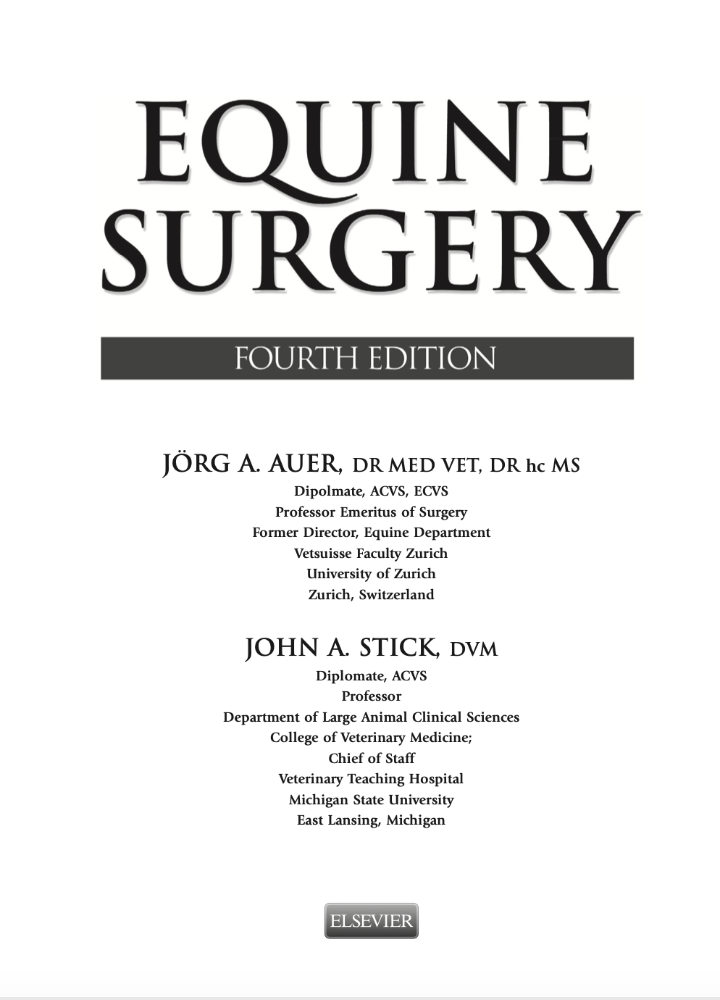 EQUINE
SURGERY
FOURTH EDITION
JÖRG A. AUER, DR MED VET, DR hc MS
Dipolmate, ACVS, ECVS
Professor Emeritus of Surgery
Former Director, Equine Department
Vetsuisse Faculty Zurich
University of Zurich
Zurich, Switzerland
JOHN A. STICK, DVM
Diplomate, ACVS
Professor
Department of Large Animal Clinical Sciences
College of Veterinary Medicine;
Chief of Staff
Veterinary Teaching Hospital
Michigan State University
East Lansing, Michigan
ELSEVIER